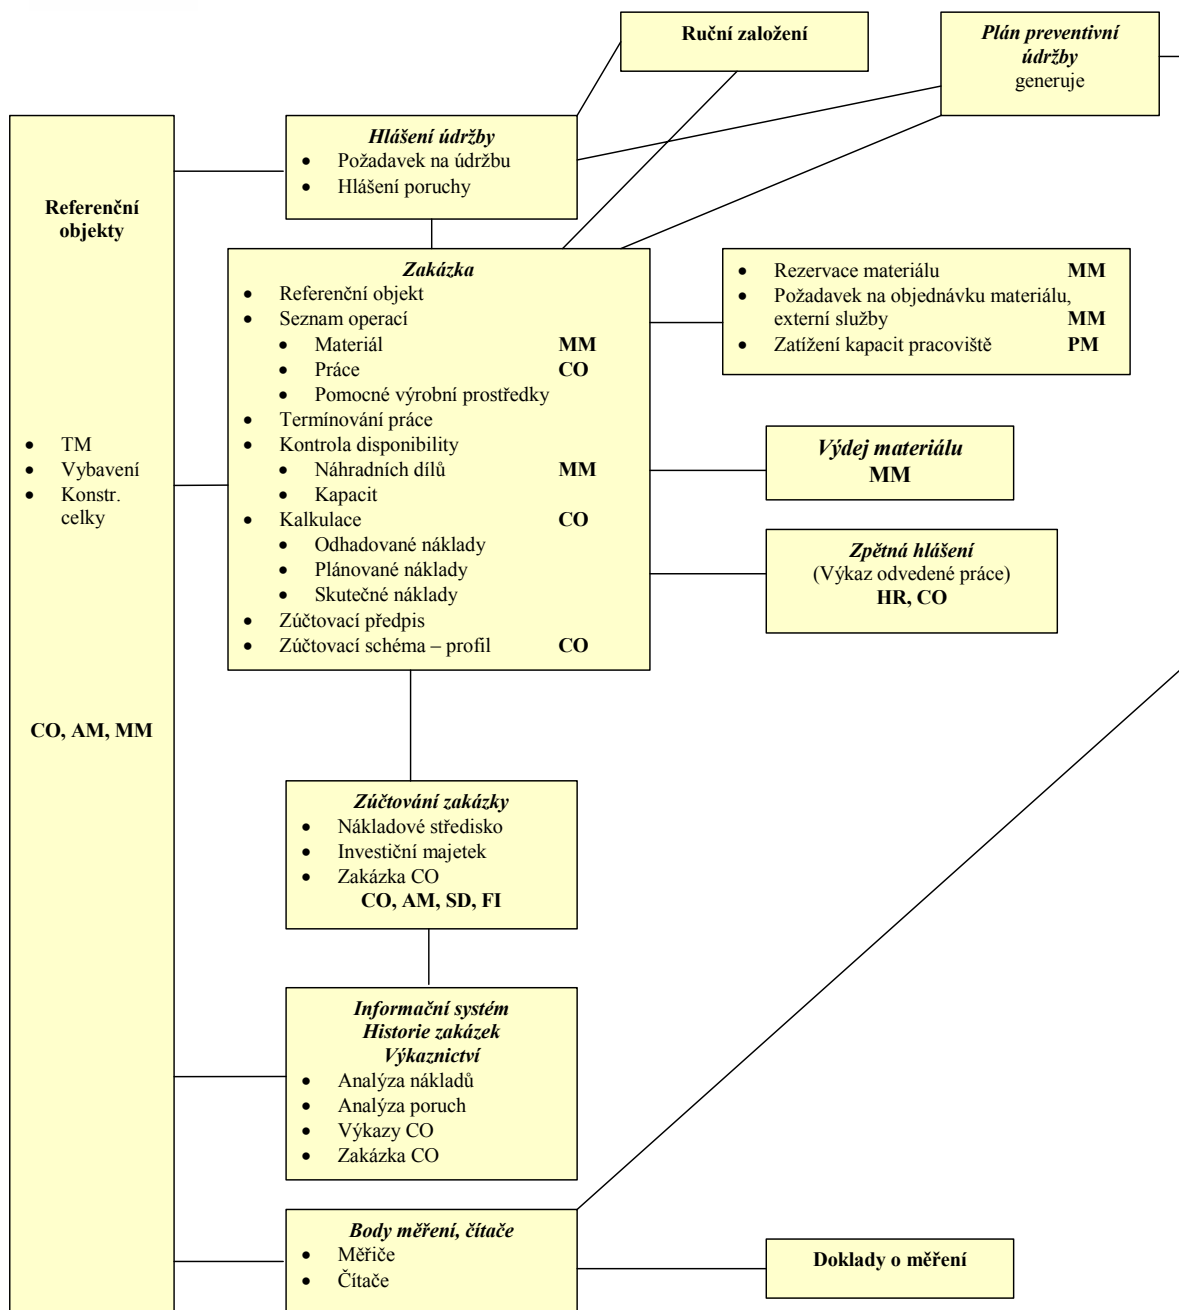 Ruční založení
Plán preventivní
údržby
generuje
Hlášení údržby
• Požadavek na údržbu
• Hlášení poruchy
Referenční
objekty
• TM
• Vybavení
• Konstr.
celky
CO, AM, MM
Zakázka
• Referenční objekt
• Seznam operací
• Materiál MM
• Práce CO
• Pomocné výrobní prostředky
• Termínování práce
• Kontrola disponibility
• Náhradních dílů MM
• Kapacit
• Kalkulace CO
• Odhadované náklady
• Plánované náklady
• Skutečné náklady
• Zúčtovací předpis
• Zúčtovací schéma – profil CO
• Rezervace materiálu MM
• Požadavek na objednávku materiálu,
externí služby MM
• Zatížení kapacit pracoviště PM
Výdej materiálu
MM
Zpětná hlášení
(Výkaz odvedené práce)
HR, CO
Zúčtování zakázky
• Nákladové středisko
• Investiční majetek
• Zakázka CO
CO, AM, SD, FI
Informační systém
Historie zakázek
Výkaznictví
• Analýza nákladů
• Analýza poruch
• Výkazy CO
• Zakázka CO
Body měření, čítače
• Měřiče
• Čítače
Doklady o měření